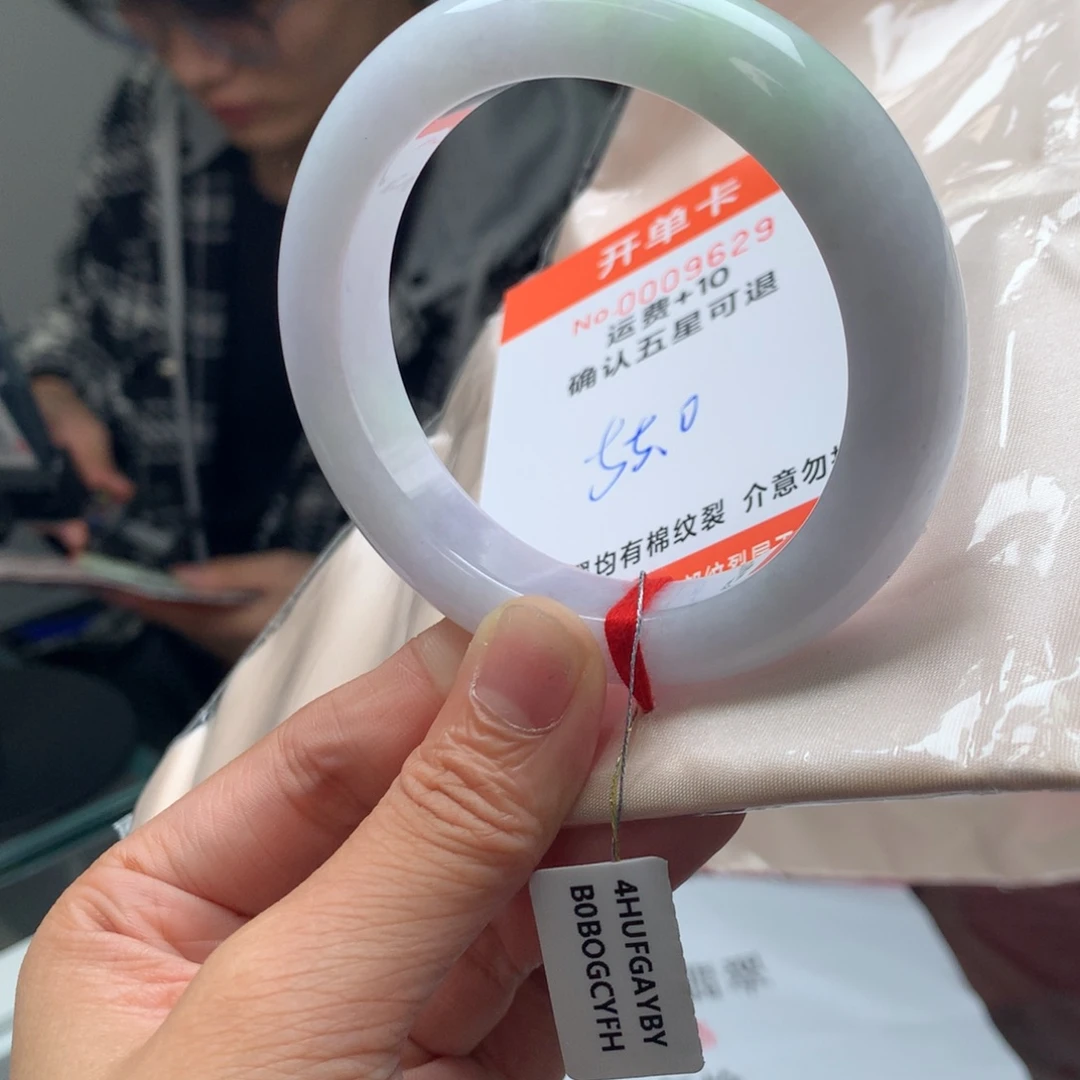 开单卡
No.0009629
运费+10
确认五星可退
550
均有棉纹裂 介意勿
4HUFGAYBY
B0BOGCYFH